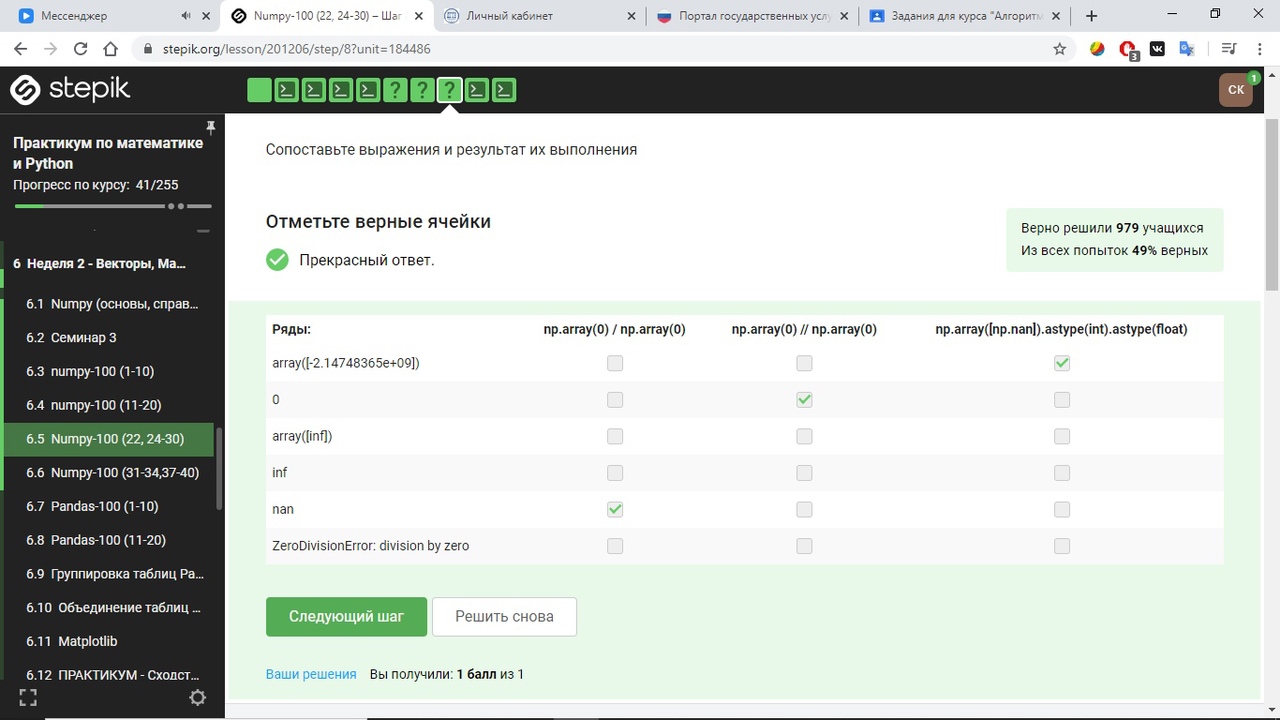 Мессенджер
Numpy-100 (22, 24-30) – Шаг
Личный кабинет
Портал государственных услу
Задания для курса "Алгоритм
stepik.org/lesson/201206/step/8?unit=184486
3
stepik
СК
1
Практикум по математике
и Python
Прогресс по курсу: 41/255
6 Неделя 2 - Векторы, Ма...
6.1 Numpy (основы, справ...
6.2 Семинар 3
6.3 numpy-100 (1-10)
6.4 numpy-100 (11-20)
6.5 Numpy-100 (22, 24-30)
6.6 Numpy-100 (31-34,37-40)
6.7 Pandas-100 (1-10)
6.8 Pandas-100 (11-20)
6.9 Группировка таблиц Pa...
6.10 Объединение таблиц ...
6.11 Matplotlib
6.12 ПРАКТИКУМ - Сходст...
Сопоставьте выражения и результат их выполнения
Отметьте верные ячейки
Прекрасный ответ.
Верно решили 979 учащихся
Из всех попыток 49% верных
Ряды: np.array(0) / np.array(0) np.array(0) // np.array(0) np.array([np.nan]).astype(int).astype(float)
array([-2.14748365e+09])
0
array([inf])
inf
nan
ZeroDivisionError: division by zero
Следующий шаг Решить снова
Ваши решения Вы получили: 1 балл из 1